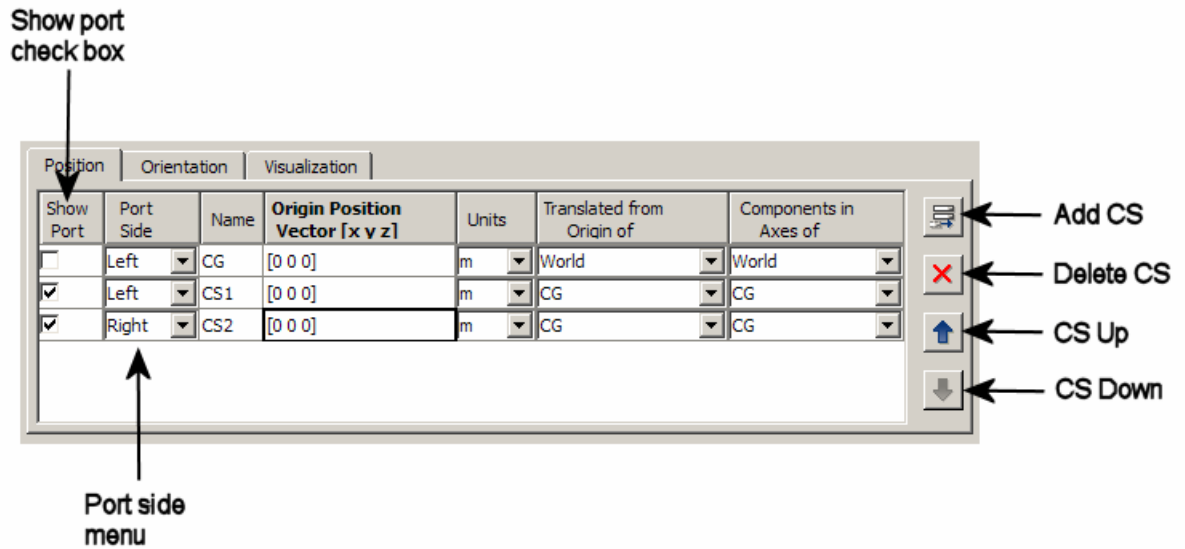 Show port
check box
Position Orientation Visualization
Show Port Name Origin Position Units Translated from Components in
Port Side Vector [x y z] Origin of Axes of
Left CG [0 0 0] m World World
Left CS1 [0 0 0] m CG CG
Right CS2 [0 0 0] m CG CG
Add CS
Delete CS
CS Up
CS Down
Port side
menu